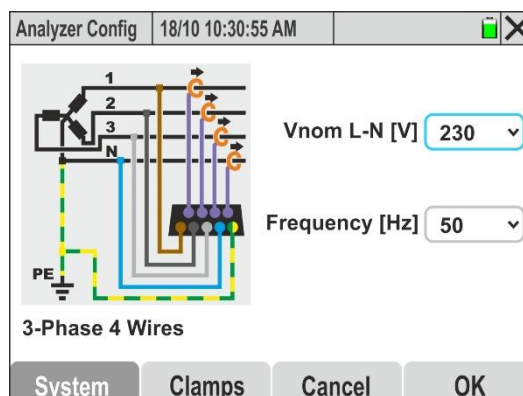 Analyzer Config 18/10 10:30:55 AM
1
2
3
N
PE
Vnom L-N [V] 230
Frequency [Hz] 50
3-Phase 4 Wires
System Clamps Cancel OK